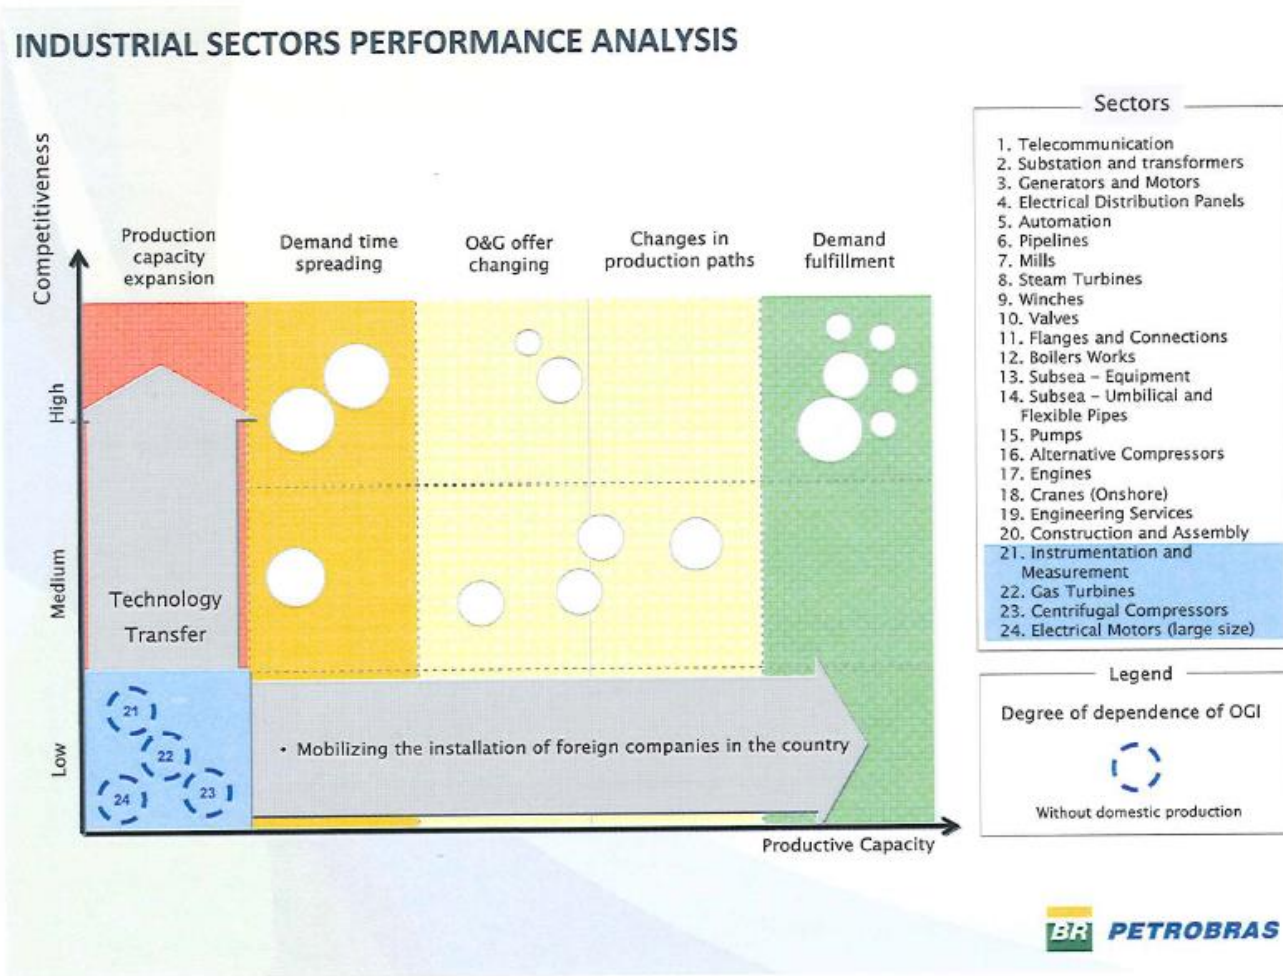 INDUSTRIAL SECTORS PERFORMANCE ANALYSIS
Competitiveness
High
Medium
Low
Production
capacity
expansion
Demand time
spreading
O&G offer
changing
Changes in
production paths
Demand
fulfillment
Technology
Transfer
21
22
23
24
• Mobilizing the installation of foreign companies in the country
Productive Capacity
Sectors
1. Telecommunication
2. Substation and transformers
3. Generators and Motors
4. Electrical Distribution Panels
5. Automation
6. Pipelines
7. Mills
8. Steam Turbines
9. Winches
10. Valves
11. Flanges and Connections
12. Boilers Works
13. Subsea – Equipment
14. Subsea – Umbilical and
Flexible Pipes
15. Pumps
16. Alternative Compressors
17. Engines
18. Cranes (Onshore)
19. Engineering Services
20. Construction and Assembly
21. Instrumentation and
Measurement
22. Gas Turbines
23. Centrifugal Compressors
24. Electrical Motors (large size)
Legend
Degree of dependence of OGI
Without domestic production
BR PETROBRAS